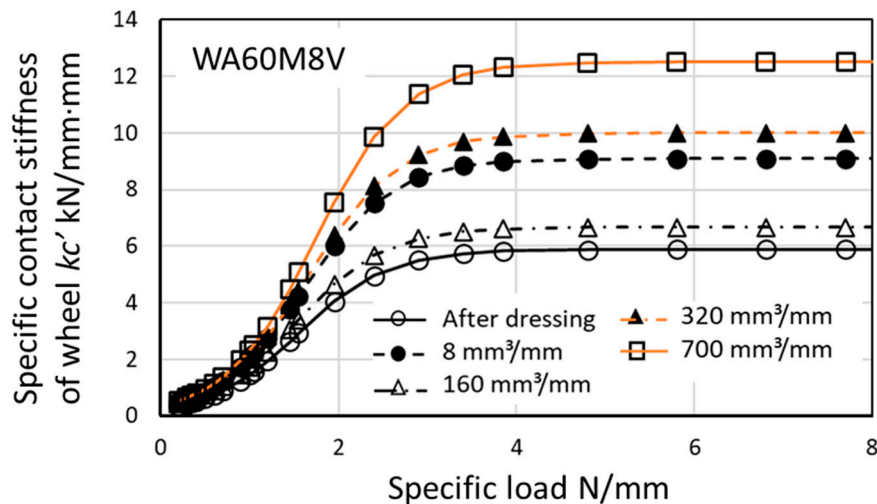 WA60M8V
Specific contact stiffness
of wheel kc’ kN/mm·mm
14
12
10
8
6
4
2
0
After dressing
8 mm³/mm
160 mm³/mm
320 mm³/mm
700 mm³/mm
0 2 4 6 8
Specific load N/mm